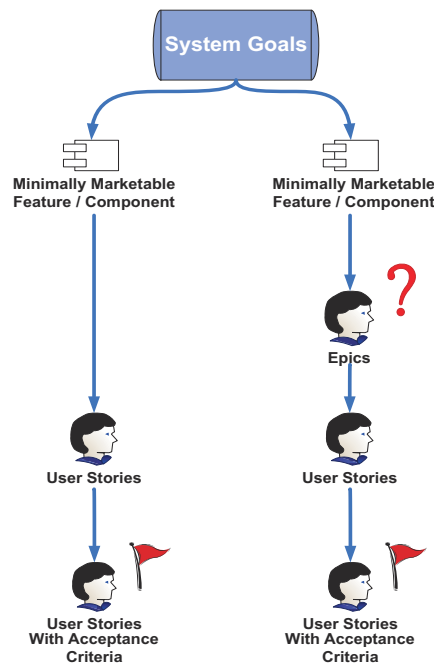 System Goals
Minimally Marketable
Feature / Component
Minimally Marketable
Feature / Component
?
Epics
User Stories
User Stories
User Stories
With Acceptance
Criteria
User Stories
With Acceptance
Criteria